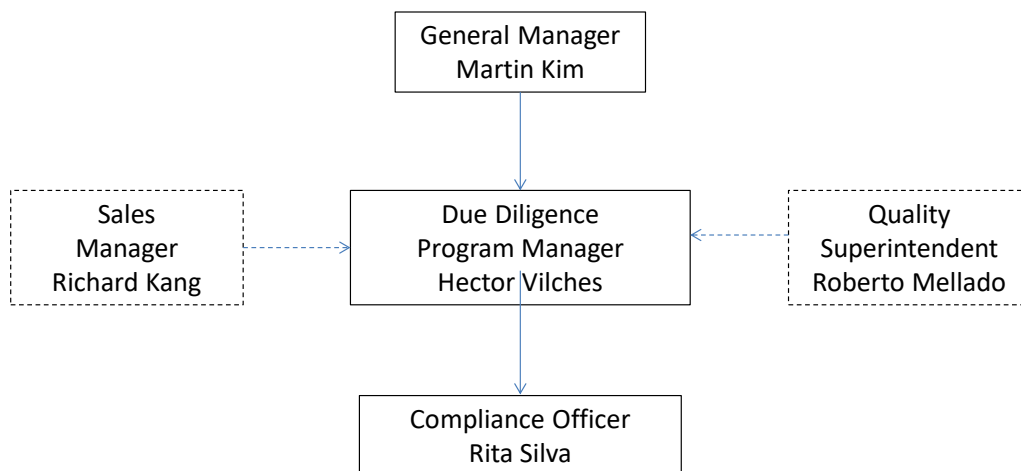 General Manager
Martin Kim
Sales
Manager
Richard Kang
Due Diligence
Program Manager
Hector Vilches
Quality
Superintendent
Roberto Mellado
Compliance Officer
Rita Silva